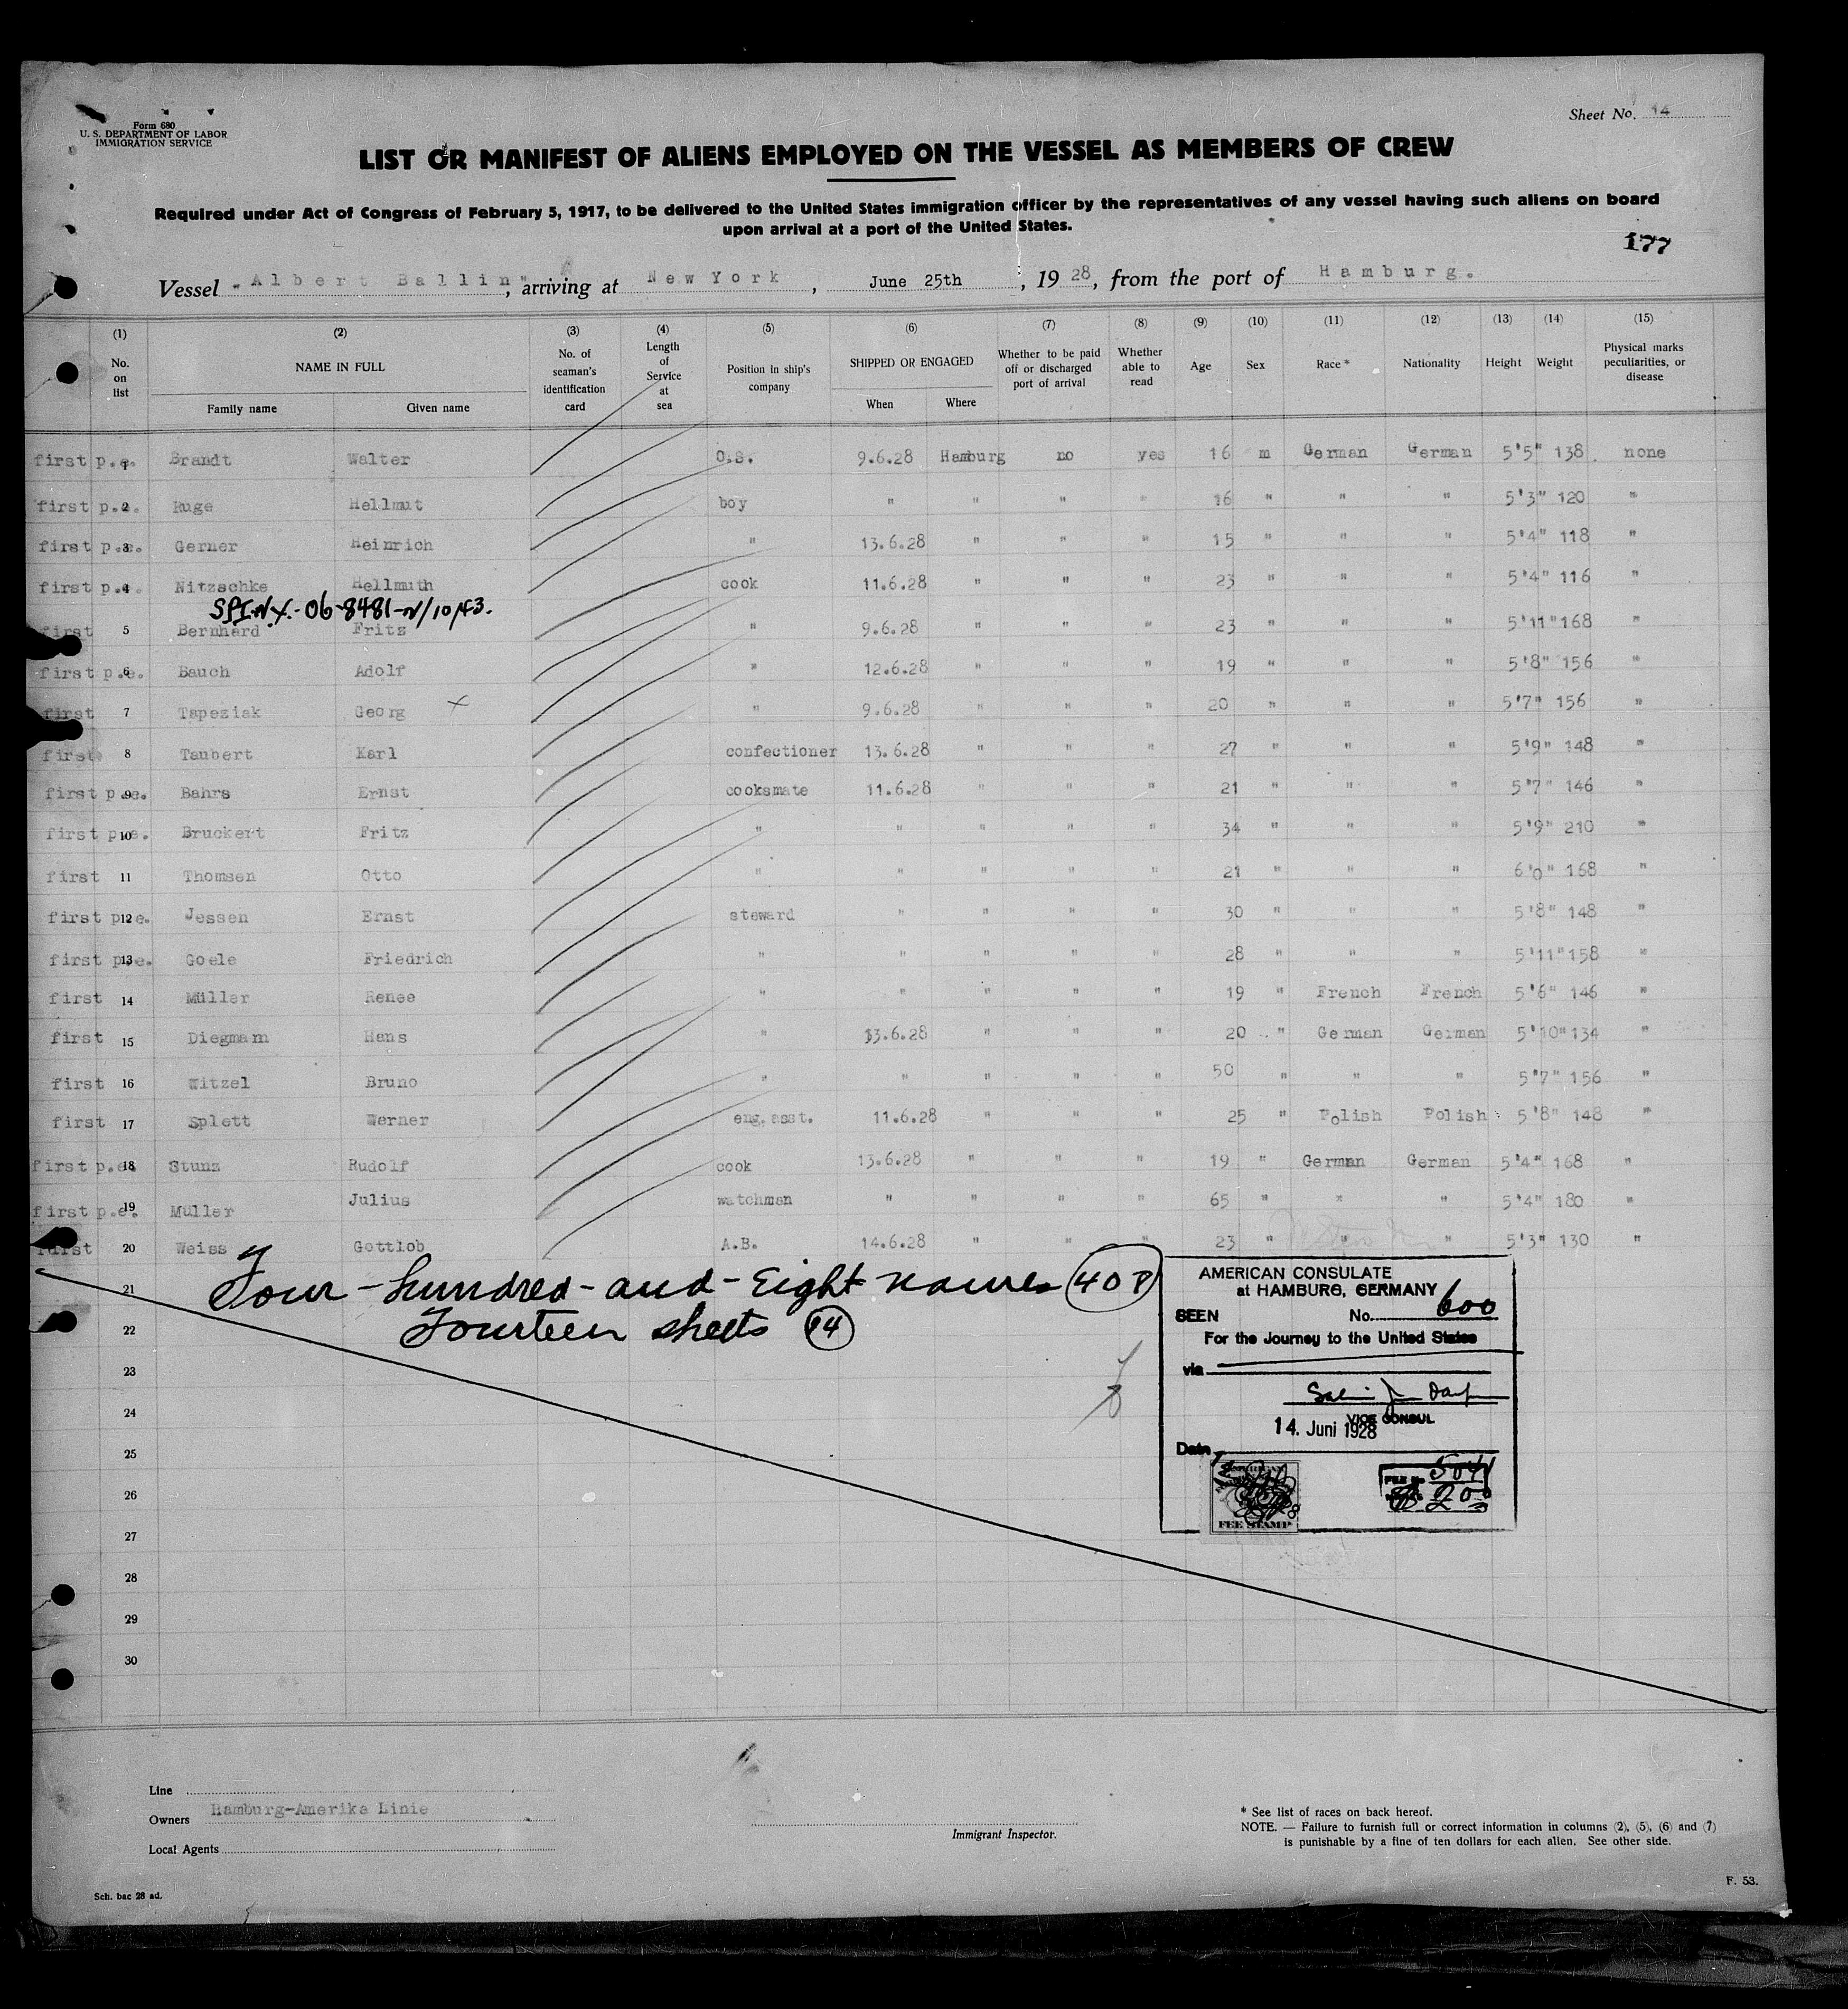 Form 680
U. S. DEPARTMENT OF LABOR
IMMIGRATION SERVICE
Sheet No. 14
LIST OR MANIFEST OF ALIENS EMPLOYED ON THE VESSEL AS MEMBERS OF CREW
Required under Act of Congress of February 5, 1917, to be delivered to the United States immigration officer by the representatives of any vessel having such aliens on board
upon arrival at a port of the United States.
177
Vessel "Albert Ballin", arriving at New York, June 25th, 1928, from the port of Hamburg.
(1) (2) (3) (4) (5) (6) (7) (8) (9) (10) (11) (12) (13) (14) (15)
No. on list NAME IN FULL No. of seaman's identification card Length of Service at sea Position in ship's company SHIPPED OR ENGAGED Whether to be paid off or discharged port of arrival Whether able to read Age Sex Race* Nationality Height Weight Physical marks peculiarities, or disease
Family name Given name When Where
first p.e. 1 Brandt Walter O.S. 9.6.28 Hamburg no yes 16 m German German 5'5" 138 none
first p.e. 2 Ruge Hellmut boy " " " " 16 " " " 5'3" 120 "
first p.e. 3 Gerner Heinrich " 13.6.28 " " " 15 " " " 5'4" 118 "
first p.e. 4 Nitzschke Hellmuth cook 11.6.28 " " " 23 " " " 5'4" 116 "
06-8481
first 5 Bernhard Fritz " 9.6.28 " " " 23 " " " 5'11" 168 "
first p.e. 6 Bauch Adolf " 12.6.28 " " " 19 " " " 5'8" 156 "
first 7 Tapeziak Georg x " 9.6.28 " " " 20 " " " 5'7" 156 "
first 8 Taubert Karl confectioner 13.6.28 " " " 27 " " " 5'9" 148 "
first p.e. 9 Bahrs Ernst cooksmate 11.6.28 " " " 21 " " " 5'7" 146 "
first p.e. 10 Bruckert Fritz " " " " " 34 " " " 5'9" 210 "
first 11 Thomsen Otto " " " " " 21 " " " 6'0" 168 "
first p.e. 12 Jessen Ernst steward " " " " 30 " " " 5'8" 148 "
first p.e. 13 Goele Friedrich " " " " " 28 " " " 5'11" 158 "
first 14 Müller Renee " " " " " 19 " French French 5'6" 146 "
first 15 Diegmann Hans " 13.6.28 " " " 20 " German German 5'10" 134 "
first 16 Witzel Bruno " " " " " 50 " " " 5'7" 156 "
first 17 Splett Werner eng.asst. 11.6.28 " " " 25 " Polish Polish 5'8" 148 "
first p.e. 18 Stunz Rudolf cook 13.6.28 " " " 19 " German German 5'4" 168 "
first p.e. 19 Müller Julius watchman " " " " 65 " " " 5'4" 180 "
first 20 Weiss Gottlob A.B. 14.6.28 " " " 23 " " " 5'3" 130 "
21 Four-hundred-and-Eight names 408
22 Fourteen sheets 14
23
24
25
26
27
28
29
30
AMERICAN CONSULATE
at HAMBURG, GERMANY
SEEN No. 600
For the Journey to the United States
via
VICE CONSUL
14. Juni 1928
Date
FEE STAMP
5041
Line
Owners Hamburg-Amerika Linie
Local Agents
Immigrant Inspector.
* See list of races on back hereof.
NOTE. — Failure to furnish full or correct information in columns (2), (5), (6) and (7)
is punishable by a fine of ten dollars for each alien. See other side.
Sch. bac 28 ad.
F. 53.